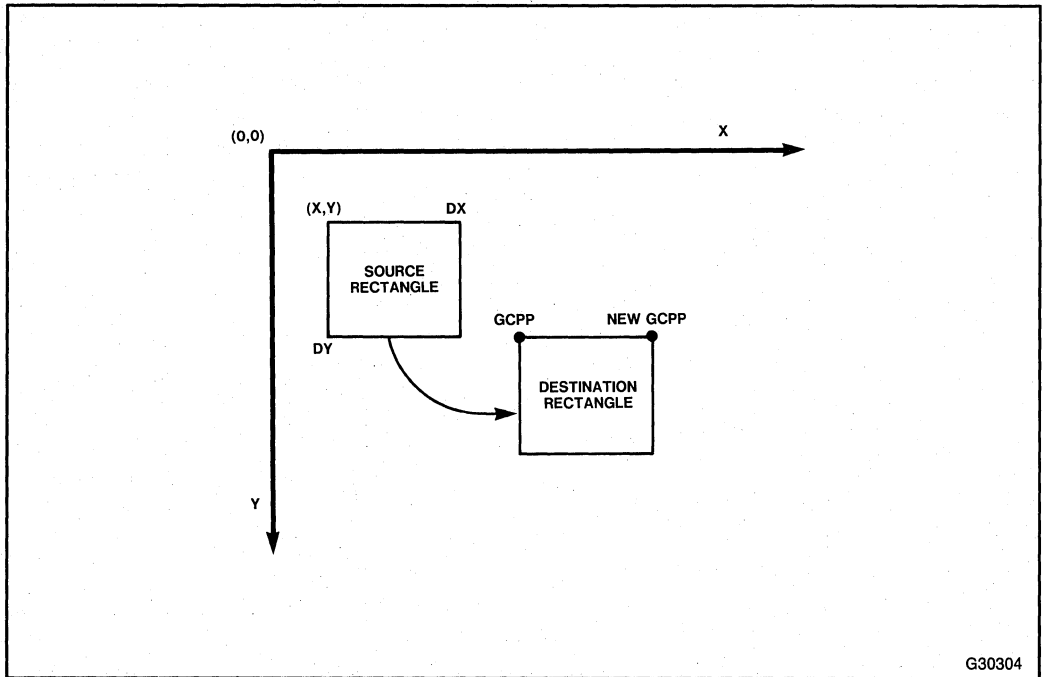 (0,0)
X
(X,Y)
DX
SOURCE
RECTANGLE
DY
GCPP
NEW GCPP
DESTINATION
RECTANGLE
Y
G30304